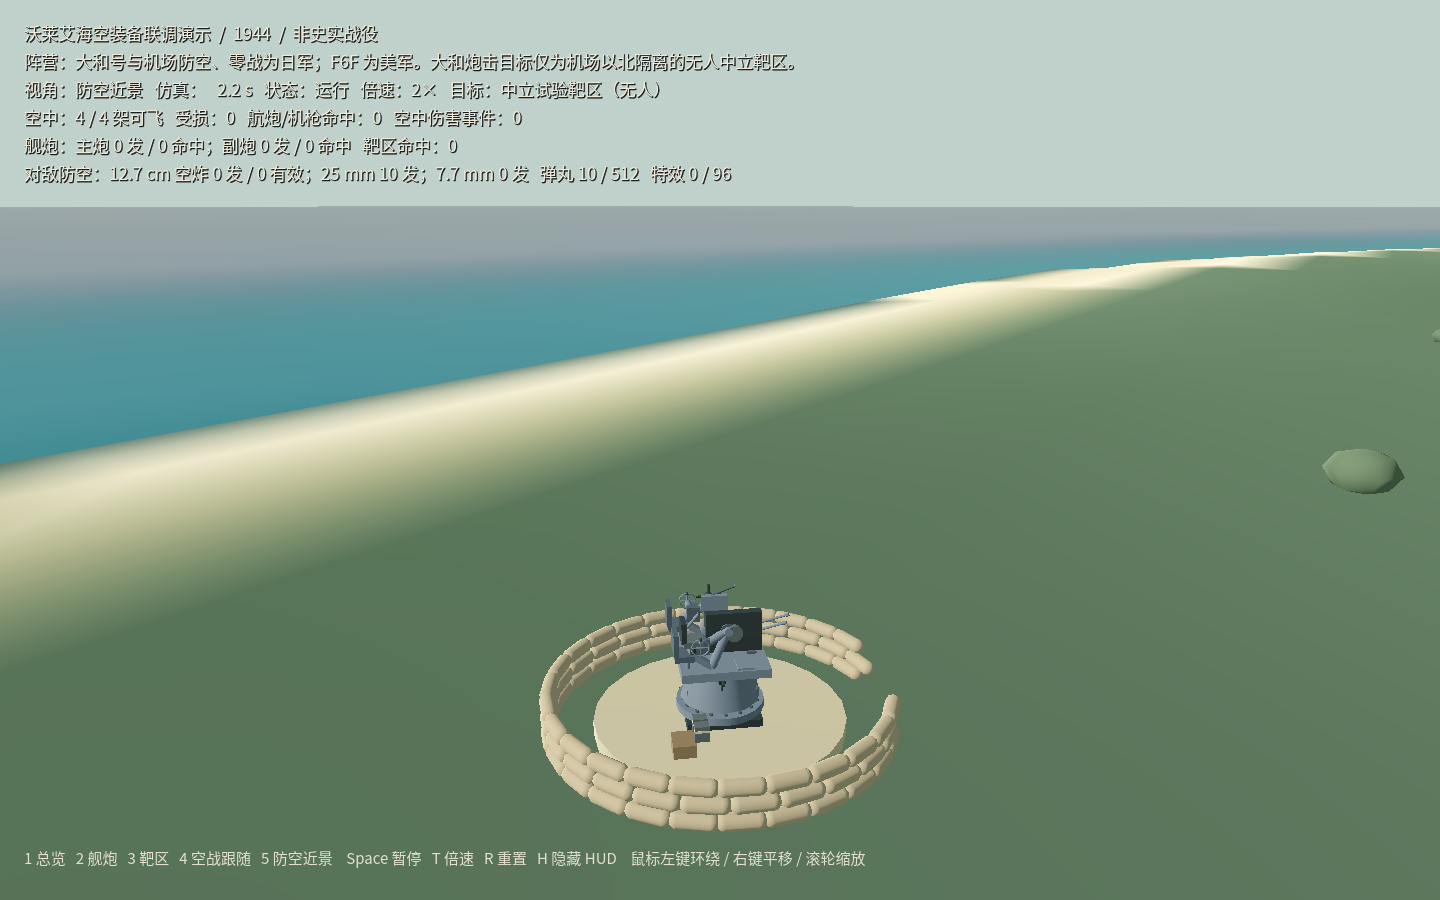 沃莱艾海空装备联调演示 / 1944 / 非史实战役
阵营：大和号与机场防空、零战为日军；F6F 为美军。大和炮击目标仅为机场以北隔离的无人中立靶区。
视角：防空近景 仿真： 2.2 s 状态：运行 倍速：2× 目标：中立试验靶区（无人）
空中：4 / 4 架可飞 受损：0 航炮/机枪命中：0 空中伤害事件：0
舰炮：主炮 0 发 / 0 命中；副炮 0 发 / 0 命中 靶区命中：0
对敌防空：12.7 cm 空炸 0 发 / 0 有效；25 mm 10 发；7.7 mm 0 发 弹丸 10 / 512 特效 0 / 96
1 总览 2 舰炮 3 靶区 4 空战跟随 5 防空近景 Space 暂停 T 倍速 R 重置 H 隐藏 HUD 鼠标左键环绕 / 右键平移 / 滚轮缩放